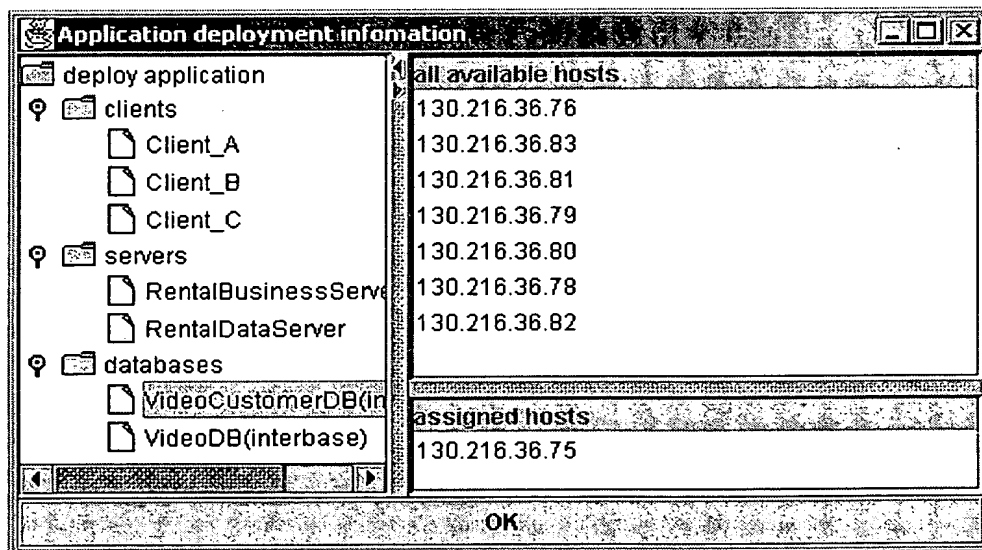 Application deployment infomation
deploy application
clients
Client_A
Client_B
Client_C
servers
RentalBusinessServe
RentalDataServer
databases
VideoCustomerDB(in
VideoDB(interbase)
all available hosts
130.216.36.76
130.216.36.83
130.216.36.81
130.216.36.79
130.216.36.80
130.216.36.78
130.216.36.82
assigned hosts
130.216.36.75
OK